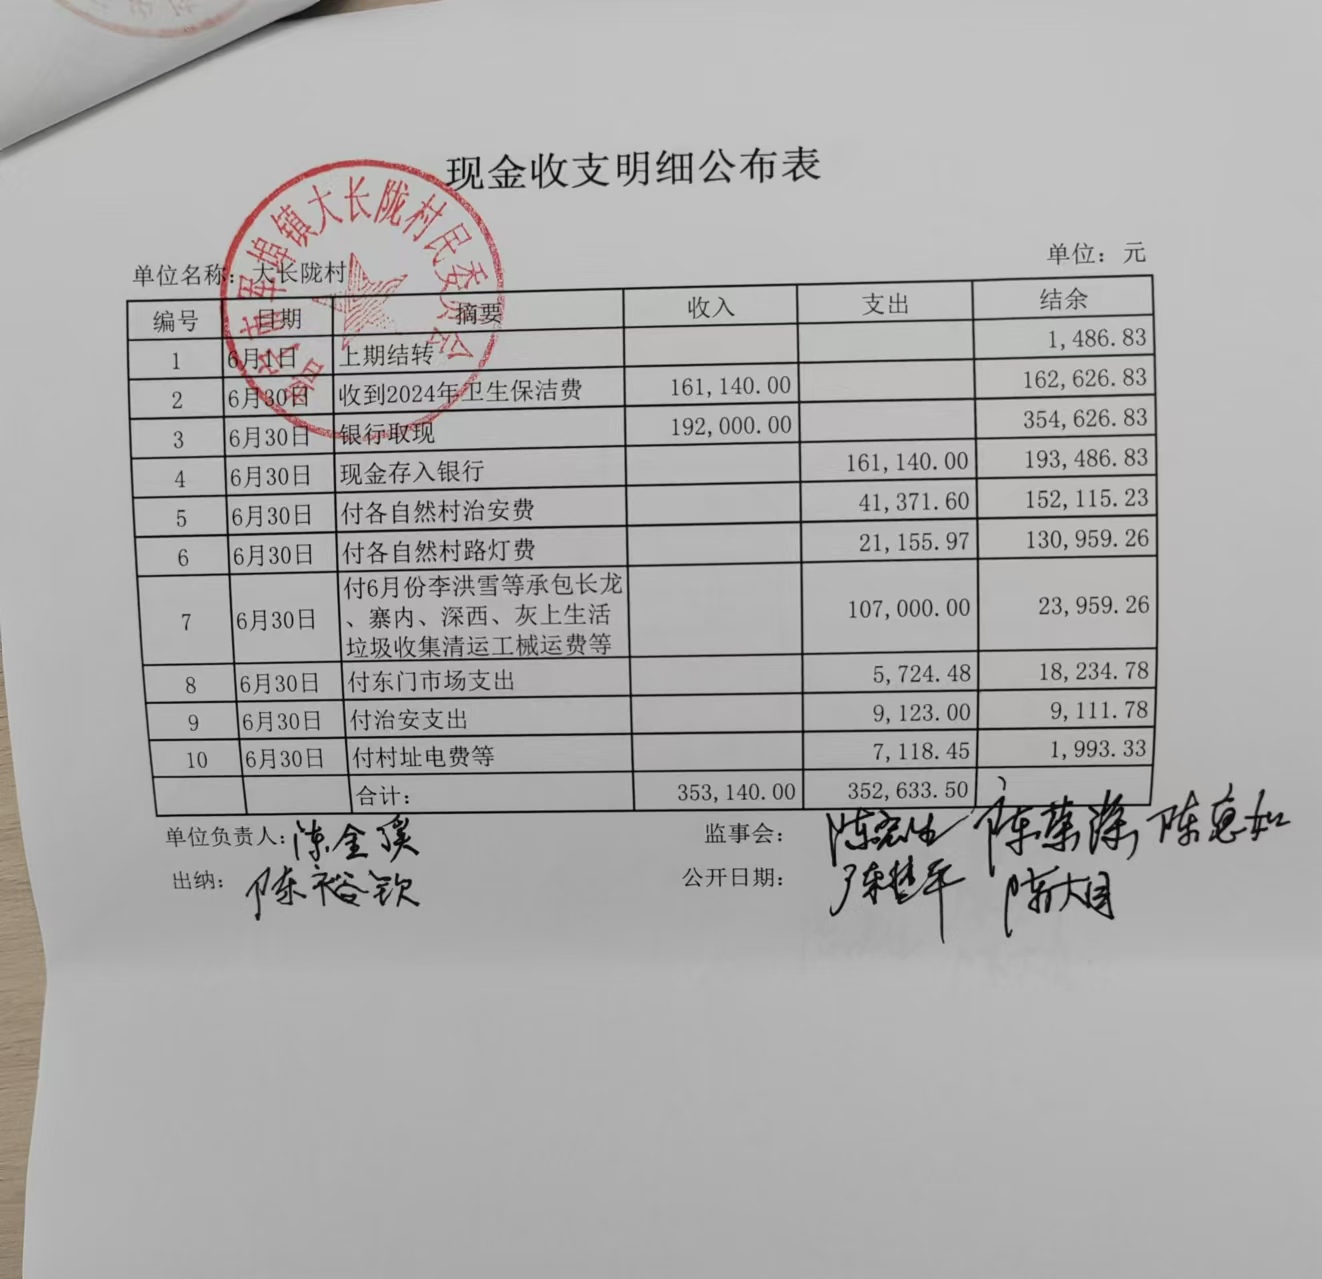 现金收支明细公布表
单位名称：大长陇村 单位：元
编号 日期 摘要 收入 支出 结余
1 6月1日 上期结转 1,486.83
2 6月30日 收到2024年卫生保洁费 161,140.00 162,626.83
3 6月30日 银行取现 192,000.00 354,626.83
4 6月30日 现金存入银行 161,140.00 193,486.83
5 6月30日 付各自然村治安费 41,371.60 152,115.23
6 6月30日 付各自然村路灯费 21,155.97 130,959.26
7 6月30日 付6月份李洪雪等承包长龙
、寨内、深西、灰上生活
垃圾收集清运工械运费等 107,000.00 23,959.26
8 6月30日 付东门市场支出 5,724.48 18,234.78
9 6月30日 付治安支出 9,123.00 9,111.78
10 6月30日 付村址电费等 7,118.45 1,993.33
合计： 353,140.00 352,633.50
单位负责人：陈金溪 监事会： 陈惠如
出纳：陈裕钦 公开日期：
埠镇大长陇村民委员会